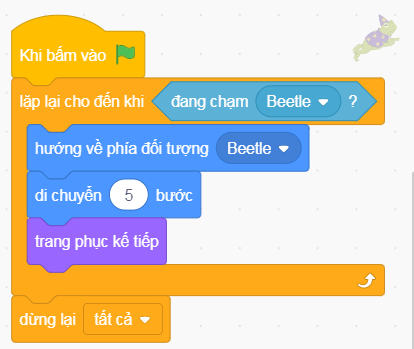 Khi bấm vào
lặp lại cho đến khi đang chạm Beetle ?
hướng về phía đối tượng Beetle
di chuyển 5 bước
trang phục kế tiếp
dừng lại tất cả